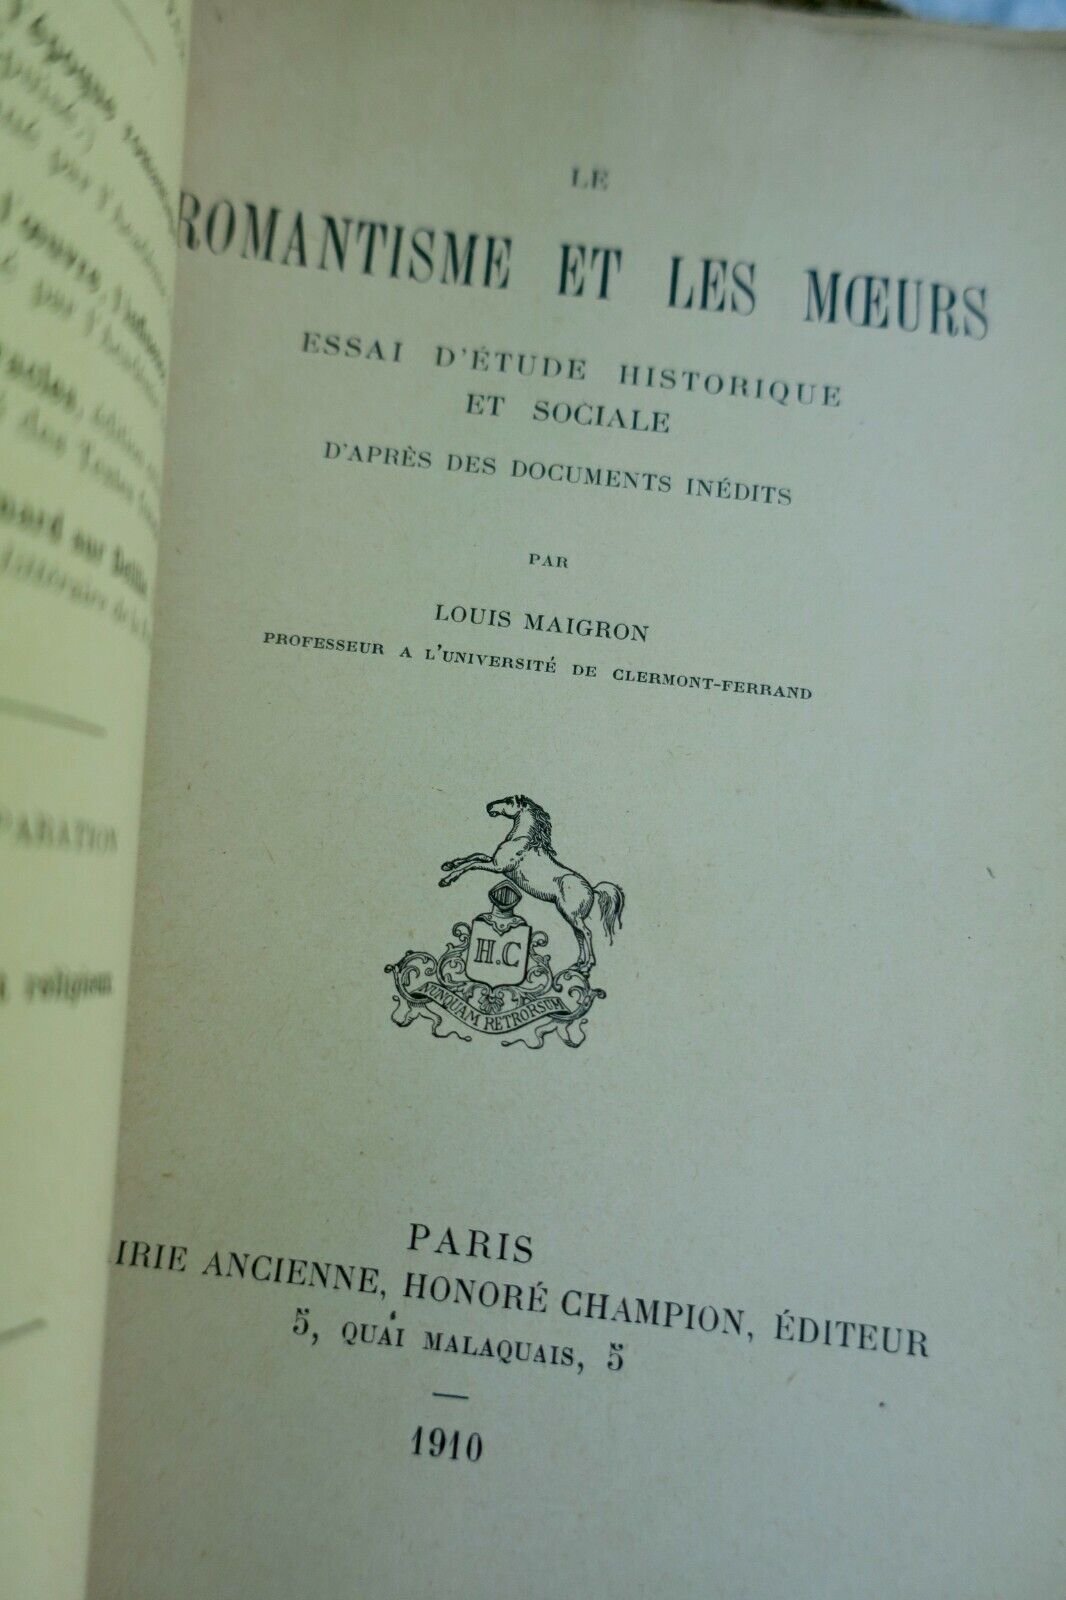 LE
ROMANTISME ET LES MŒURS
ESSAI D'ÉTUDE HISTORIQUE
ET SOCIALE
D'APRÈS DES DOCUMENTS INÉDITS
PAR
LOUIS MAIGRON
PROFESSEUR A L'UNIVERSITÉ DE CLERMONT-FERRAND
H.C
NUNQUAM RETRORSUM
PARIS
IRIE ANCIENNE, HONORÉ CHAMPION, ÉDITEUR
5, QUAI MALAQUAIS, 5
1910
religieux.